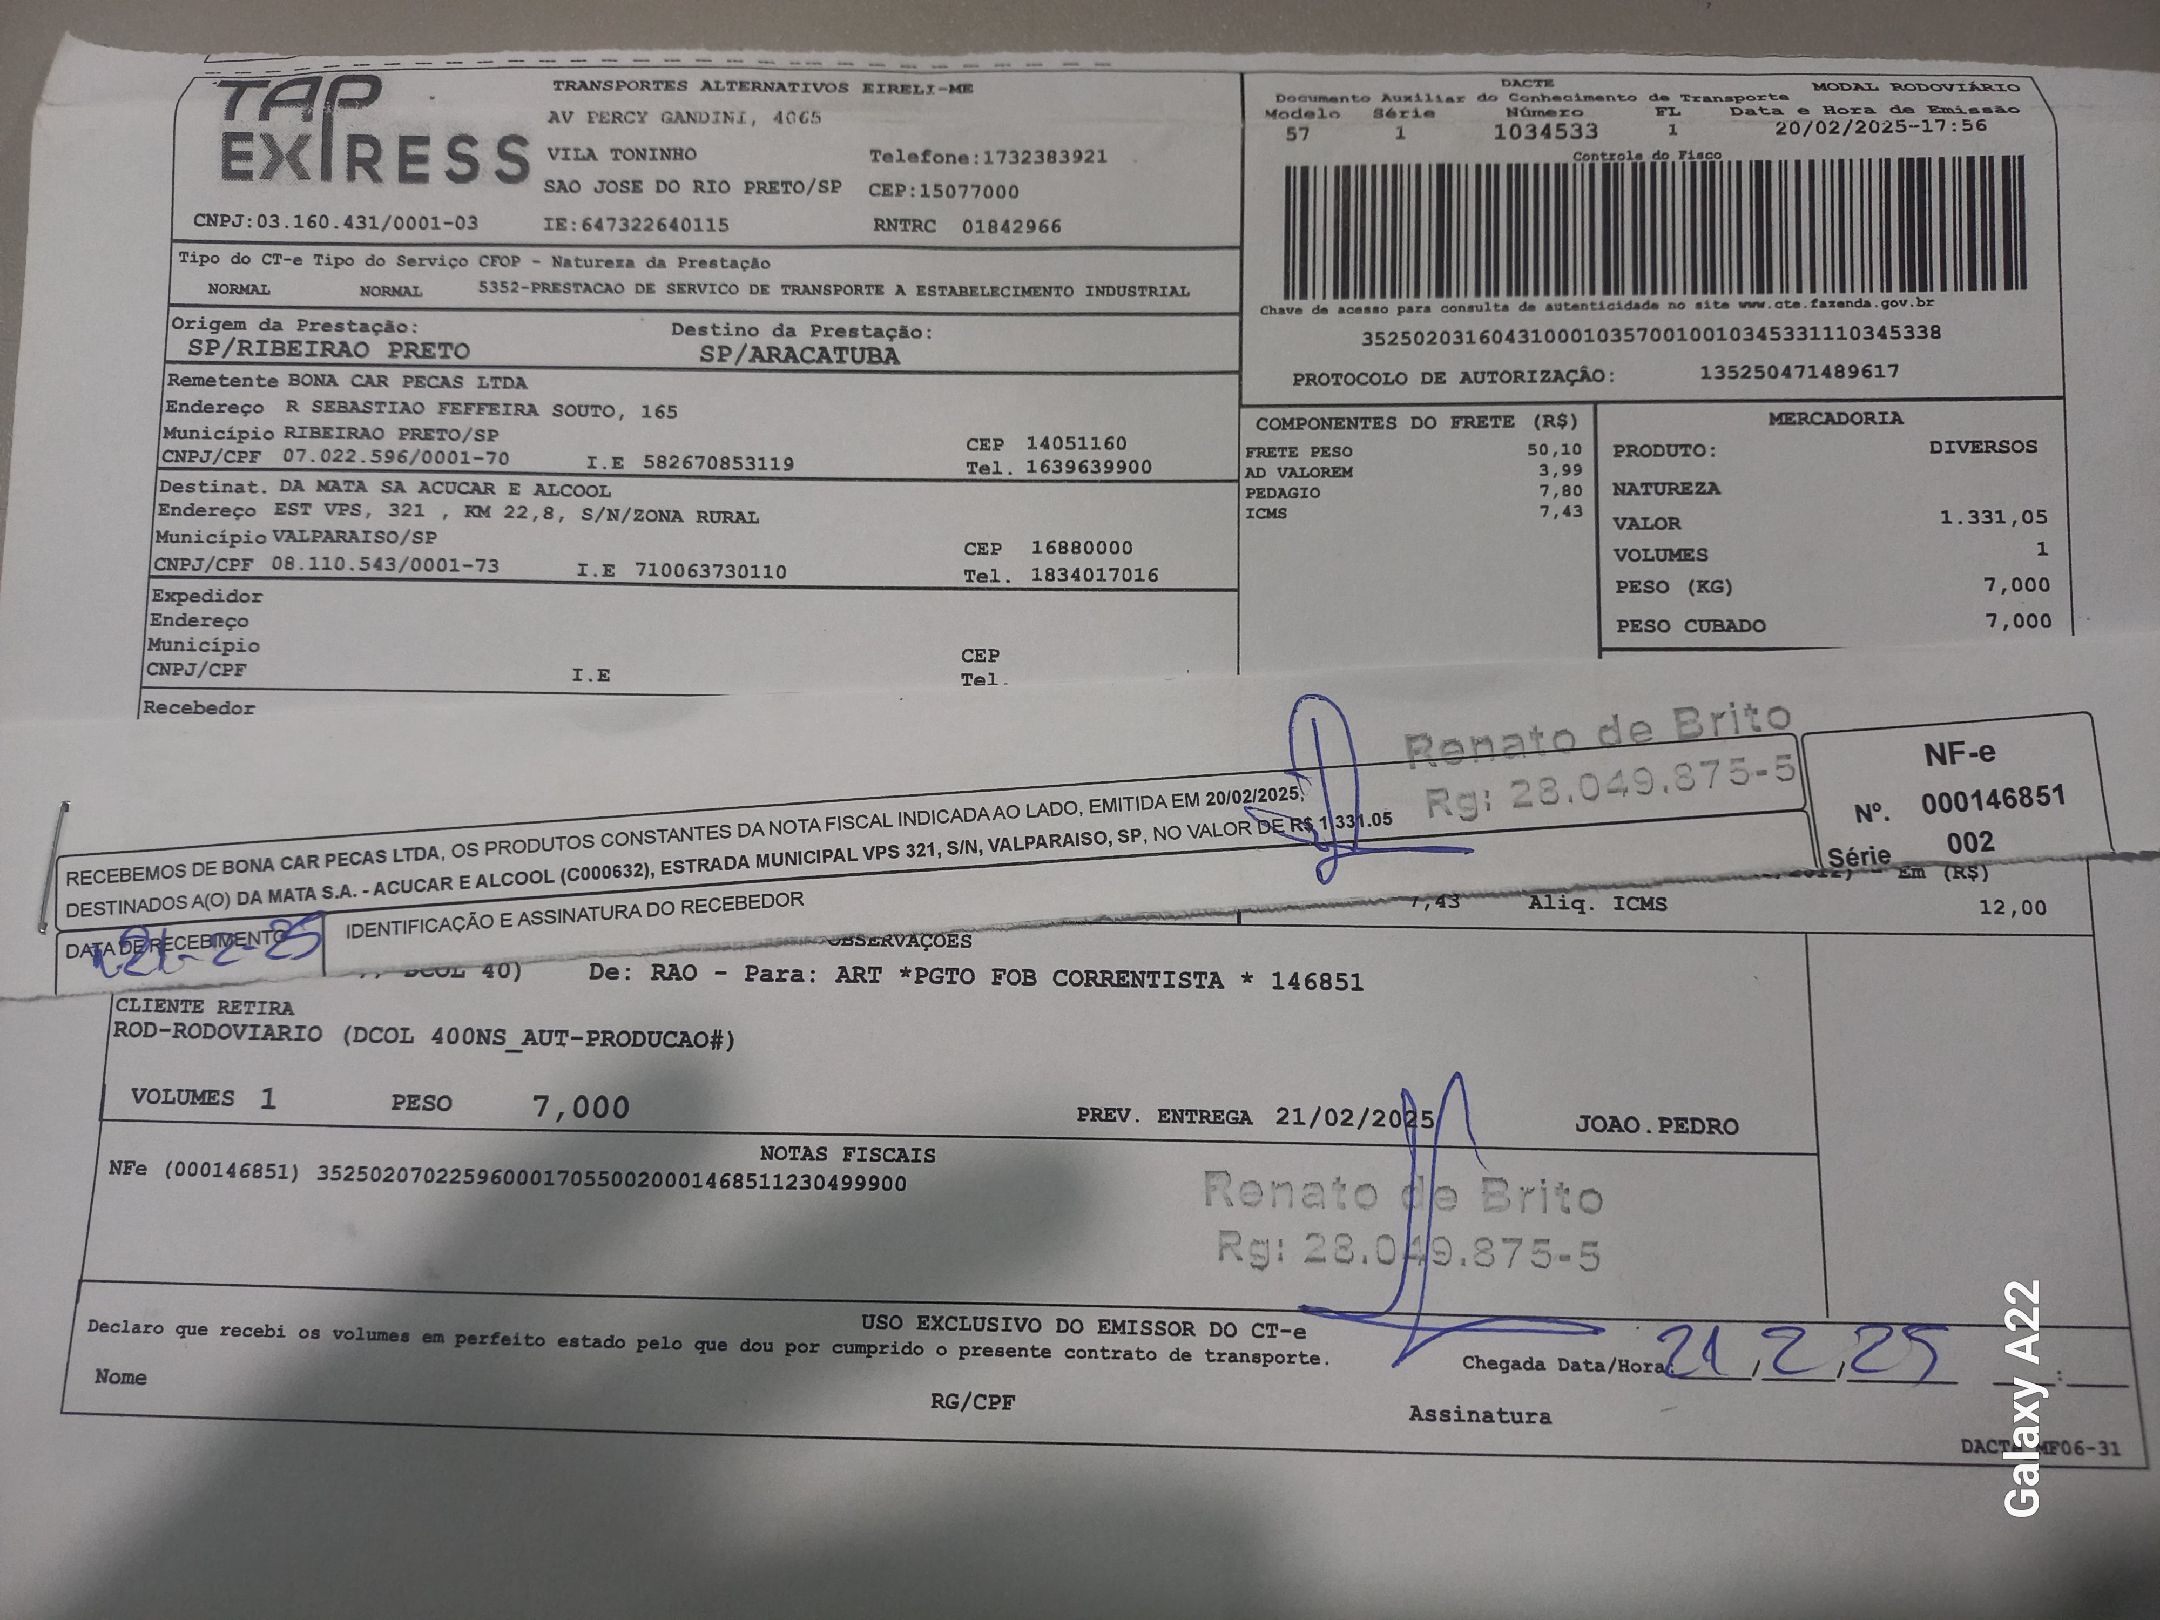 TAP EXPRESS
TRANSPORTES ALTERNATIVOS EIRELI-ME
AV PERCY GANDINI, 4065
VILA TONINHO Telefone:1732383921
SAO JOSE DO RIO PRETO/SP CEP:15077000
CNPJ:03.160.431/0001-03 IE:647322640115 RNTRC 01842966
DACTE MODAL RODOVIÁRIO
Documento Auxiliar do Conhecimento de Transporte
Modelo Série Número FL Data e Hora de Emissão
57 1 1034533 1 20/02/2025-17:56
Controle do Fisco
Chave de acesso para consulta de autenticidade no site www.cte.fazenda.gov.br
35250203160431000103570010010345331110345338
PROTOCOLO DE AUTORIZAÇÃO: 135250471489617
Tipo do CT-e Tipo do Serviço CFOP - Natureza da Prestação
NORMAL NORMAL 5352-PRESTACAO DE SERVICO DE TRANSPORTE A ESTABELECIMENTO INDUSTRIAL
Origem da Prestação: Destino da Prestação:
SP/RIBEIRAO PRETO SP/ARACATUBA
Remetente BONA CAR PECAS LTDA
Endereço R SEBASTIAO FEFFEIRA SOUTO, 165
Município RIBEIRAO PRETO/SP CEP 14051160
CNPJ/CPF 07.022.596/0001-70 I.E 582670853119 Tel. 1639639900
Destinat. DA MATA SA ACUCAR E ALCOOL
Endereço EST VPS, 321 , KM 22,8, S/N/ZONA RURAL
Município VALPARAISO/SP CEP 16880000
CNPJ/CPF 08.110.543/0001-73 I.E 710063730110 Tel. 1834017016
Expedidor
Endereço
Município CEP
CNPJ/CPF I.E Tel.
Recebedor
COMPONENTES DO FRETE (R$)
FRETE PESO 50,10
AD VALOREM 3,99
PEDAGIO 7,80
ICMS 7,43
MERCADORIA
PRODUTO: DIVERSOS
NATUREZA
VALOR 1.331,05
VOLUMES 1
PESO (KG) 7,000
PESO CUBADO 7,000
Renato de Brito
Rg: 28.049.875-5
NF-e
Nº. 000146851
Série 002
RECEBEMOS DE BONA CAR PECAS LTDA, OS PRODUTOS CONSTANTES DA NOTA FISCAL INDICADA AO LADO, EMITIDA EM 20/02/2025,
DESTINADOS A(O) DA MATA S.A. - ACUCAR E ALCOOL (C000632), ESTRADA MUNICIPAL VPS 321, S/N, VALPARAISO, SP, NO VALOR DE R$ 1.331.05
DATA DE RECEBIMENTO IDENTIFICAÇÃO E ASSINATURA DO RECEBEDOR
21-2-25
Em (R$)
7,43 Aliq. ICMS 12,00
OBSERVAÇOES
DCOL 40) De: RAO - Para: ART *PGTO FOB CORRENTISTA * 146851
CLIENTE RETIRA
ROD-RODOVIARIO (DCOL 400NS_AUT-PRODUCAO#)
VOLUMES 1 PESO 7,000 PREV. ENTREGA 21/02/2025 JOAO.PEDRO
NOTAS FISCAIS
NFe (000146851) 35250207022596000170550020001468511230499900
Renato de Brito
Rg: 28.049.875-5
USO EXCLUSIVO DO EMISSOR DO CT-e
Declaro que recebi os volumes em perfeito estado pelo que dou por cumprido o presente contrato de transporte.
Chegada Data/Hora: 21/2/25 :
Nome RG/CPF Assinatura
DACTE MF06-31
Galaxy A22